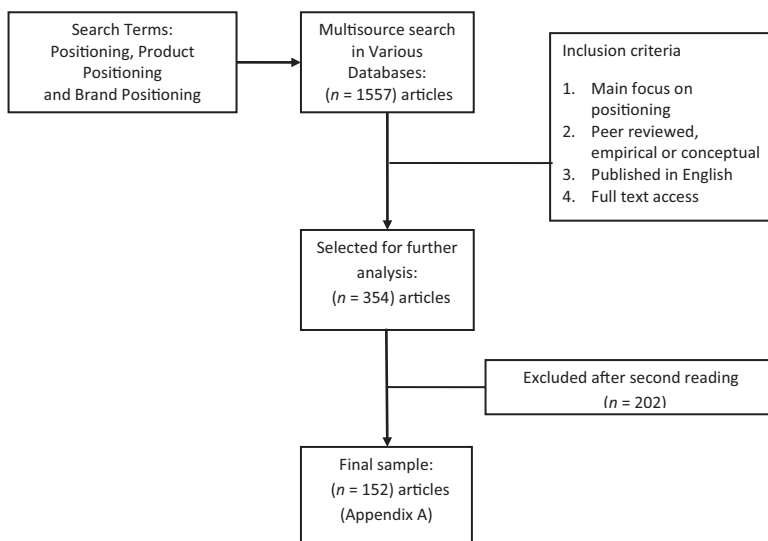 Search Terms:
Positioning, Product
Positioning
and Brand Positioning
Multisource search
in Various
Databases:
(n = 1557) articles
Inclusion criteria
1. Main focus on
positioning
2. Peer reviewed,
empirical or conceptual
3. Published in English
4. Full text access
Selected for further
analysis:
(n = 354) articles
Excluded after second reading
(n = 202)
Final sample:
(n = 152) articles
(Appendix A)